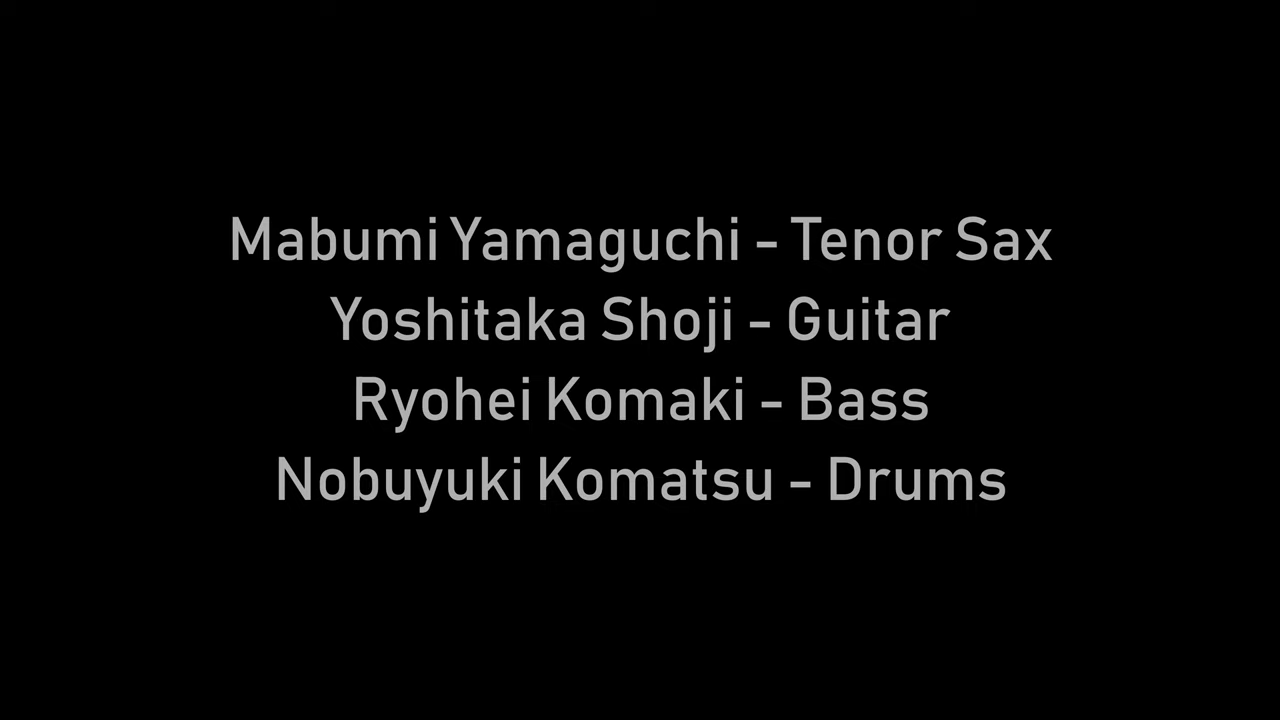 Mabumi Yamaguchi - Tenor Sax
Yoshitaka Shoji - Guitar
Ryohei Komaki - Bass
Nobuyuki Komatsu - Drums